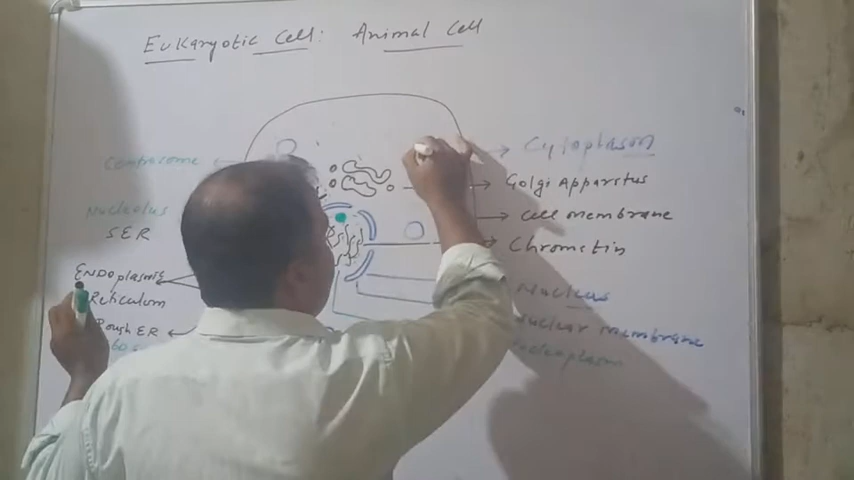 Eukaryotic Cell: Animal Cell
Centrosome
Cytoplasm
Golgi Apparatus
Nucleolus
Cell membrane
SER
Chromatin
Endoplasmic
Reticulum
Nucleus
Rough ER
Nuclear membrane